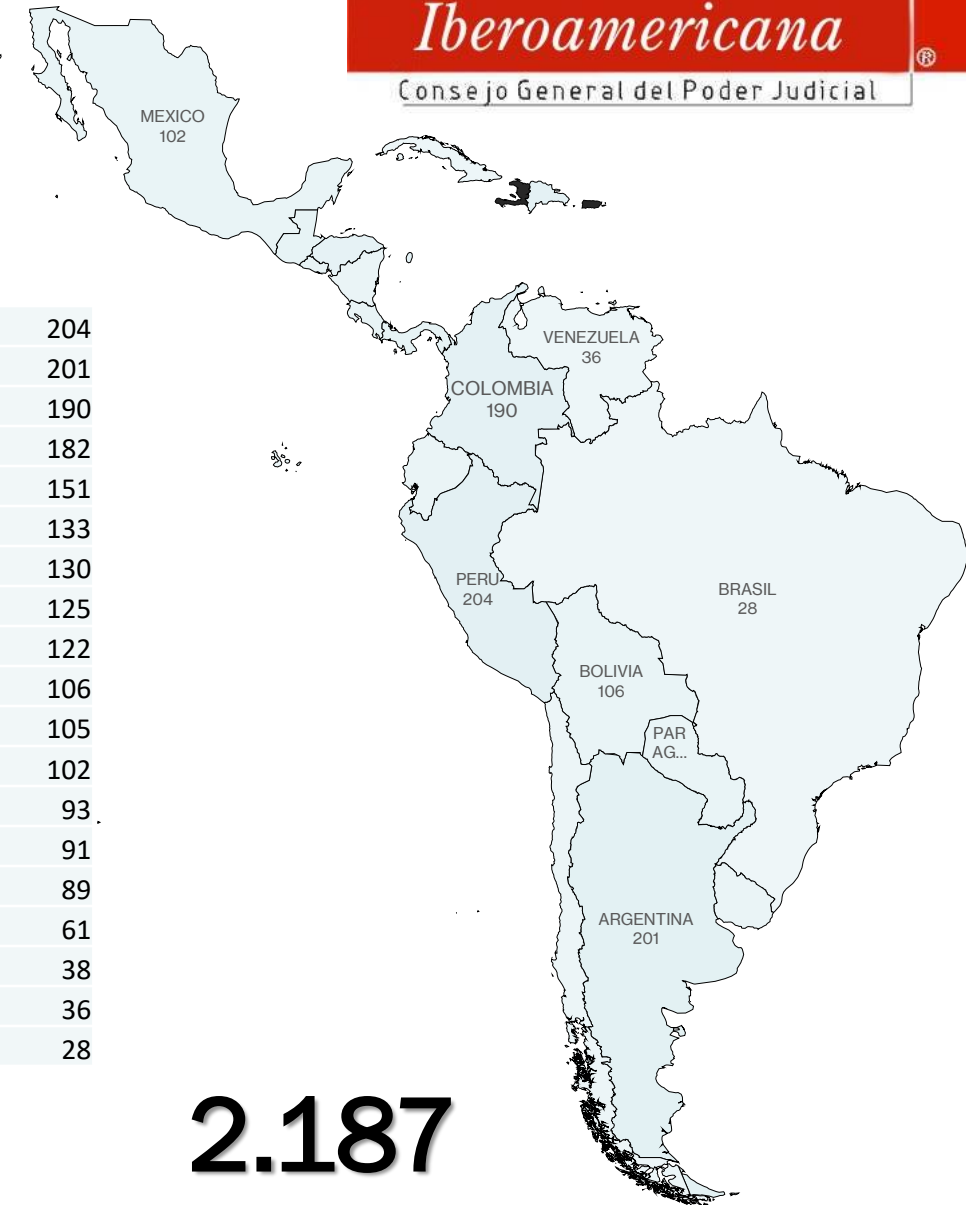 Iberoamericana
®
Consejo General del Poder Judicial
MEXICO
102
204
201
190
182
151
133
130
125
122
106
105
102
93
91
89
61
38
36
28
VENEZUELA
36
COLOMBIA
190
PERU
204
BRASIL
28
BOLIVIA
106
PAR
AG...
ARGENTINA
201
2.187